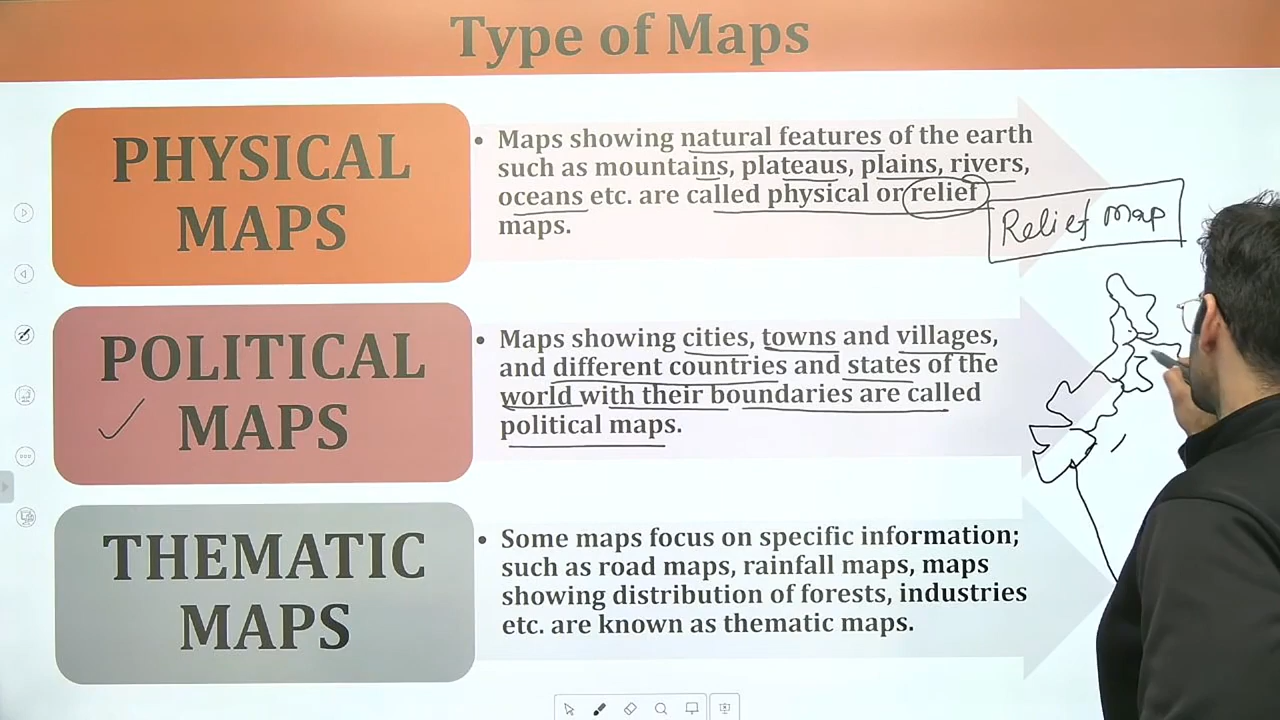 Type of Maps
PHYSICAL
MAPS
• Maps showing natural features of the earth
such as mountains, plateaus, plains, rivers,
oceans etc. are called physical or relief
maps.
Relief Map
POLITICAL
MAPS
• Maps showing cities, towns and villages,
and different countries and states of the
world with their boundaries are called
political maps.
THEMATIC
MAPS
• Some maps focus on specific information;
such as road maps, rainfall maps, maps
showing distribution of forests, industries
etc. are known as thematic maps.